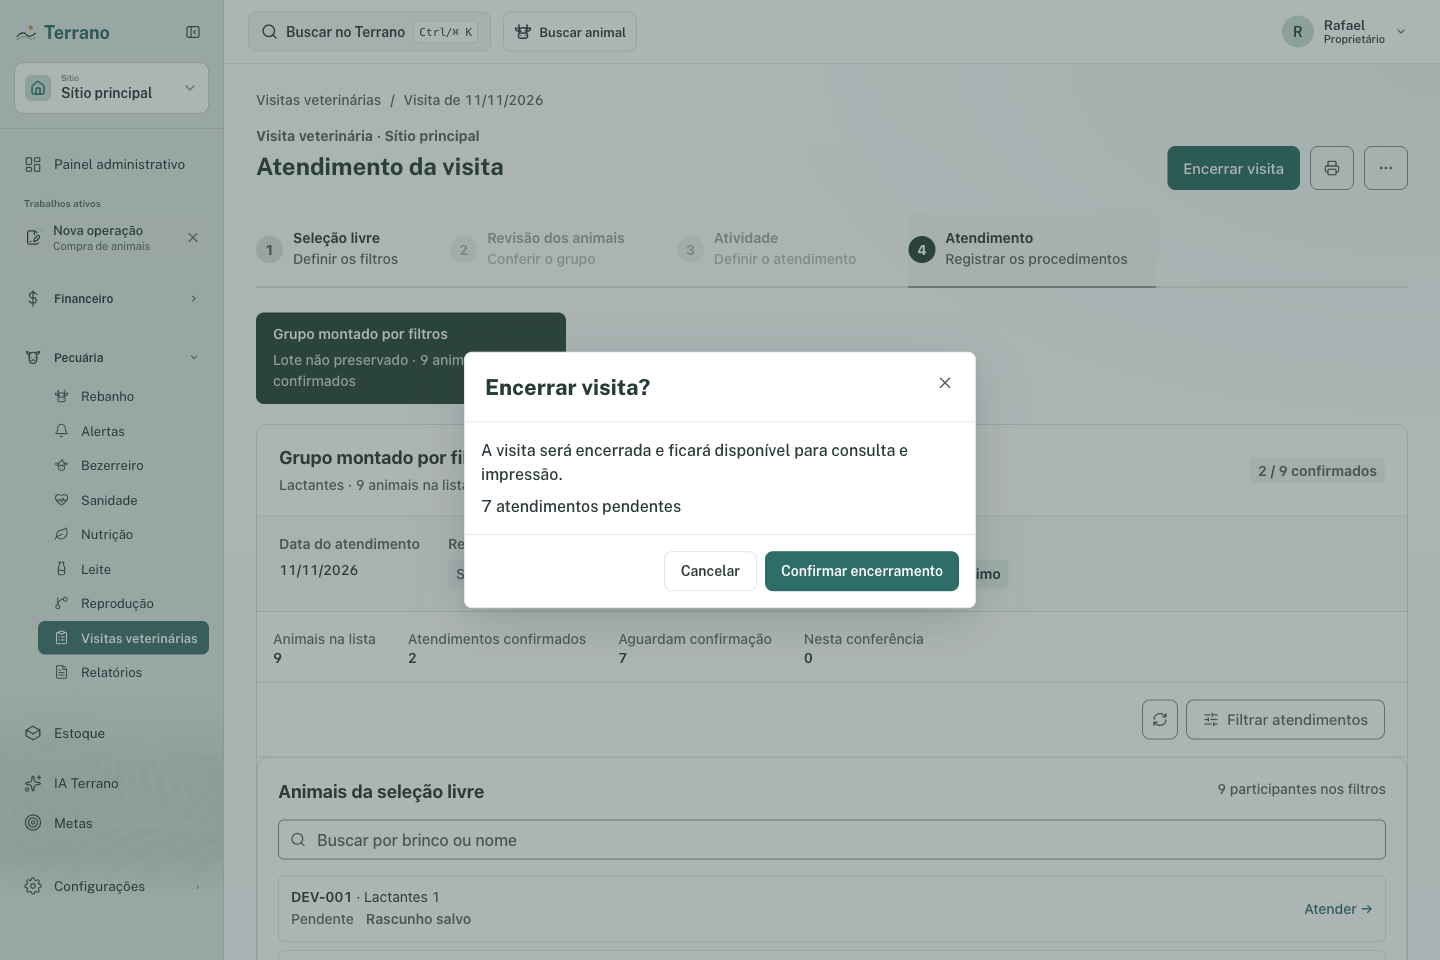 Terrano
Sítio
Sítio principal
Painel administrativo
Trabalhos ativos
Nova operação
Compra de animais
Financeiro
Pecuária
Rebanho
Alertas
Bezerreiro
Sanidade
Nutrição
Leite
Reprodução
Visitas veterinárias
Relatórios
Estoque
IA Terrano
Metas
Configurações
Buscar no Terrano Ctrl/⌘ K
Buscar animal
R
Rafael
Proprietário
Visitas veterinárias / Visita de 11/11/2026
Visita veterinária · Sítio principal
Atendimento da visita
Encerrar visita
1 Seleção livre
Definir os filtros
2 Revisão dos animais
Conferir o grupo
3 Atividade
Definir o atendimento
4 Atendimento
Registrar os procedimentos
Grupo montado por filtros
Lote não preservado · 9 anim
confirmados
Encerrar visita?
A visita será encerrada e ficará disponível para consulta e
impressão.
7 atendimentos pendentes
Cancelar
Confirmar encerramento
Grupo montado por fi
Lactantes · 9 animais na lista
2 / 9 confirmados
Data do atendimento
11/11/2026
Re
S
imo
Animais na lista
9
Atendimentos confirmados
2
Aguardam confirmação
7
Nesta conferência
0
Filtrar atendimentos
Animais da seleção livre
9 participantes nos filtros
Buscar por brinco ou nome
DEV-001 · Lactantes 1
Pendente Rascunho salvo
Atender →